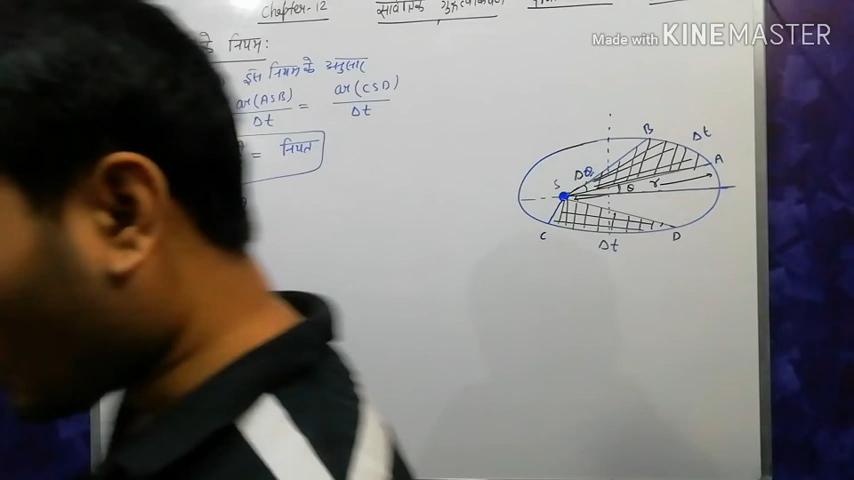 Chapter-12
Made with KINEMASTER
के नियम:
इस नियम के अनुसार
ar(ASB)/Δt = ar(CSD)/Δt
= नियत
B
Δt
A
Δθ
S
θ
r
C
D
Δt